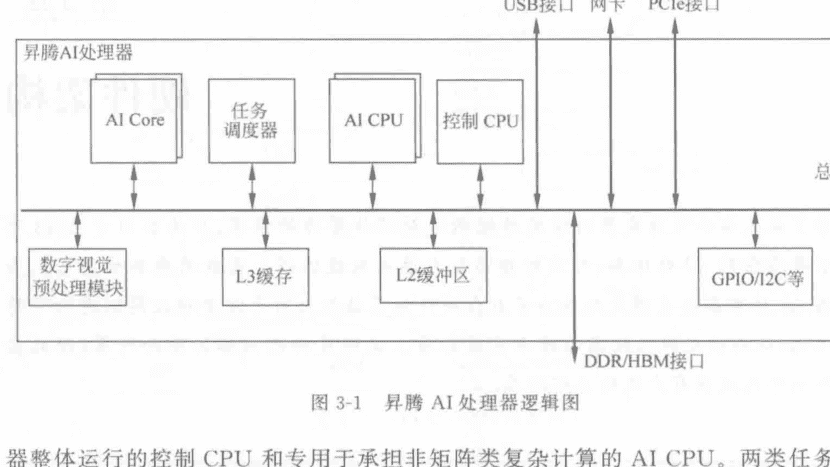 USB接口 网卡 PCIe接口
昇腾AI处理器
AI Core
任务
调度器
AI CPU
控制 CPU
总
数字视觉
预处理模块
L3缓存
L2缓冲区
GPIO/I2C等
DDR/HBM接口
图 3-1 昇腾 AI 处理器逻辑图
器整体运行的控制 CPU 和专用于承担非矩阵类复杂计算的 AI CPU。两类任务